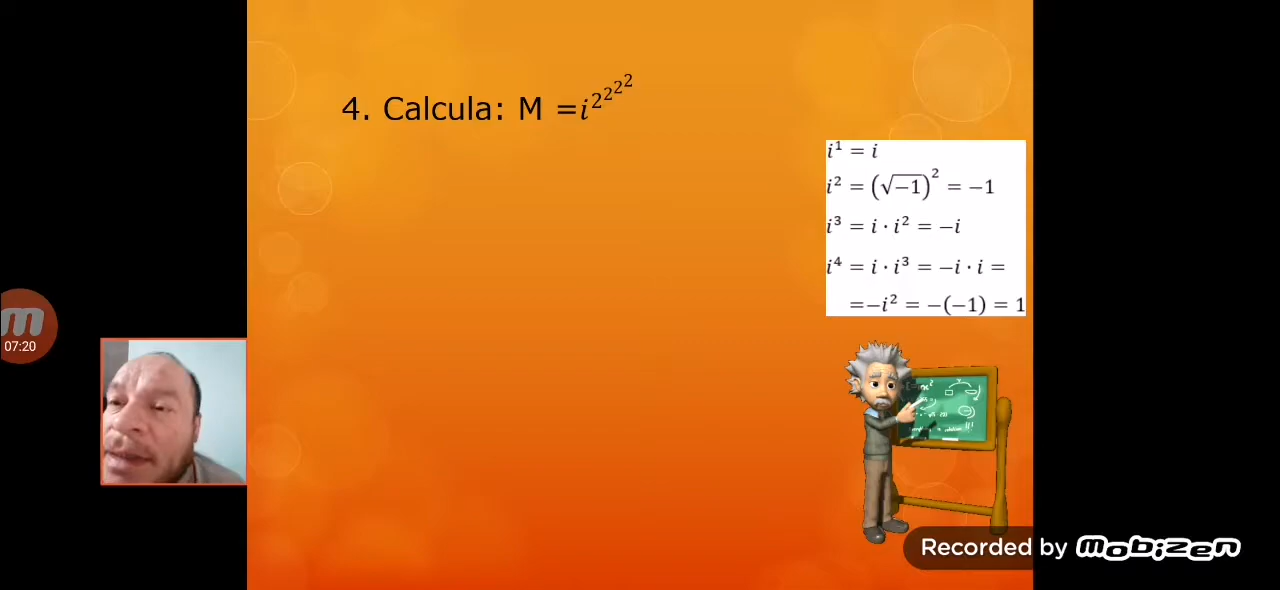 4. Calcula: M =𝑖^{2^{2^{2^{2}}}}
i¹ = i
i² = (√−1)² = −1
i³ = i · i² = −i
i⁴ = i · i³ = −i · i =
=−i² = −(−1) = 1
07:20
Recorded by Mobizen